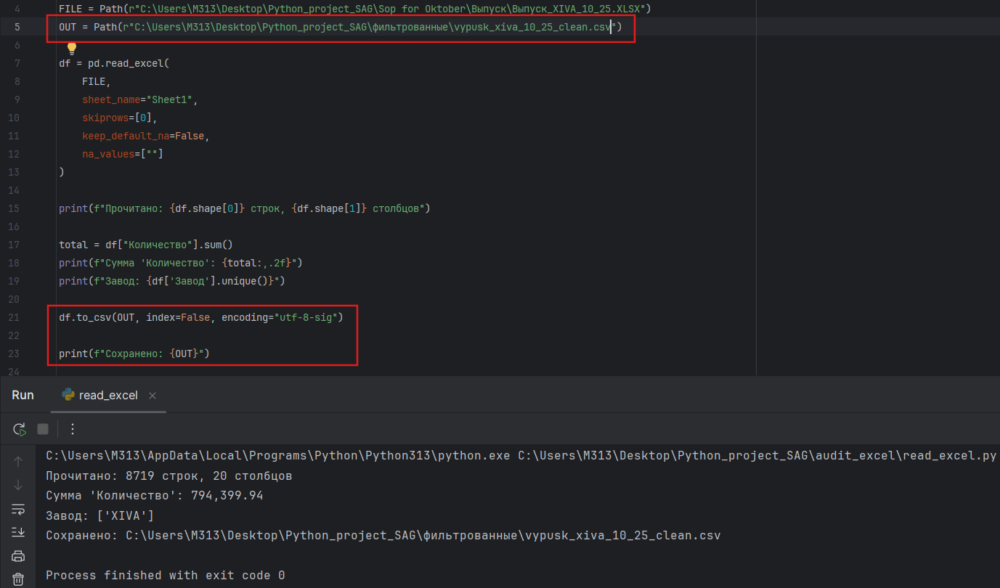 4 FILE = Path(r"C:\Users\M313\Desktop\Python_project_SAG\Sop for Oktober\Выпуск\Выпуск_XIVA_10_25.XLSX")
5 OUT = Path(r"C:\Users\M313\Desktop\Python_project_SAG\фильтрованные\vypusk_xiva_10_25_clean.csv")
6
7 df = pd.read_excel(
8 FILE,
9 sheet_name="Sheet1",
10 skiprows=[0],
11 keep_default_na=False,
12 na_values=[""]
13 )
14
15 print(f"Прочитано: {df.shape[0]} строк, {df.shape[1]} столбцов")
16
17 total = df["Количество"].sum()
18 print(f"Сумма 'Количество': {total:,.2f}")
19 print(f"Завод: {df['Завод'].unique()}")
20
21 df.to_csv(OUT, index=False, encoding="utf-8-sig")
22
23 print(f"Сохранено: {OUT}")
24
Run read_excel
C:\Users\M313\AppData\Local\Programs\Python\Python313\python.exe C:\Users\M313\Desktop\Python_project_SAG\audit_excel\read_excel.py
Прочитано: 8719 строк, 20 столбцов
Сумма 'Количество': 794,399.94
Завод: ['XIVA']
Сохранено: C:\Users\M313\Desktop\Python_project_SAG\фильтрованные\vypusk_xiva_10_25_clean.csv
Process finished with exit code 0